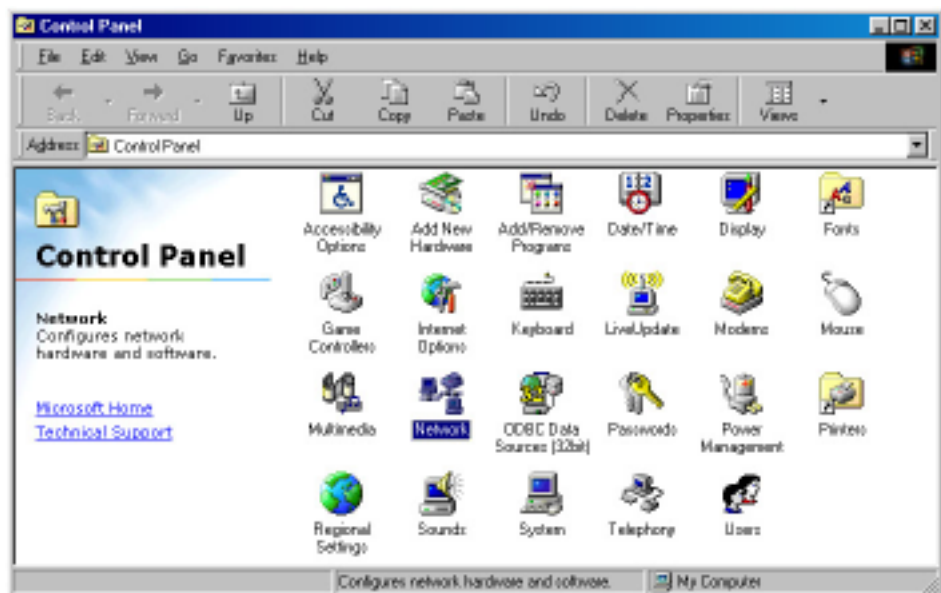 Control Panel
File Edit View Go Favorites Help
Back Forward Up Cut Copy Paste Undo Delete Properties Views
Address Control Panel
Control Panel
Network
Configures network
hardware and software.
Microsoft Home
Technical Support
Accessibility
Options
Add New
Hardware
Add/Remove
Programs
Date/Time
Display
Fonts
Game
Controllers
Internet
Options
Keyboard
LiveUpdate
Modems
Mouse
Multimedia
Network
ODBC Data
Sources (32bit)
Passwords
Power
Management
Printers
Regional
Settings
Sounds
System
Telephony
Users
Configures network hardware and software. My Computer